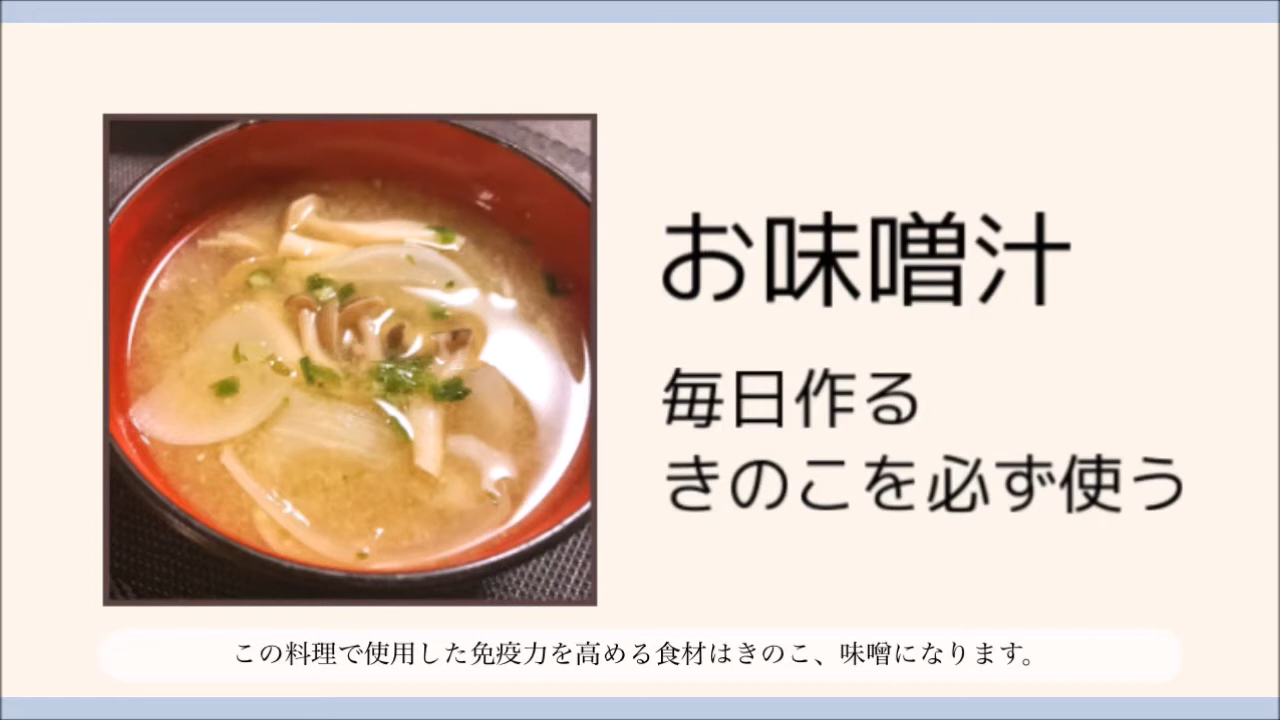 お味噌汁
毎日作る
きのこを必ず使う
この料理で使用した免疫力を高める食材はきのこ、味噌になります。